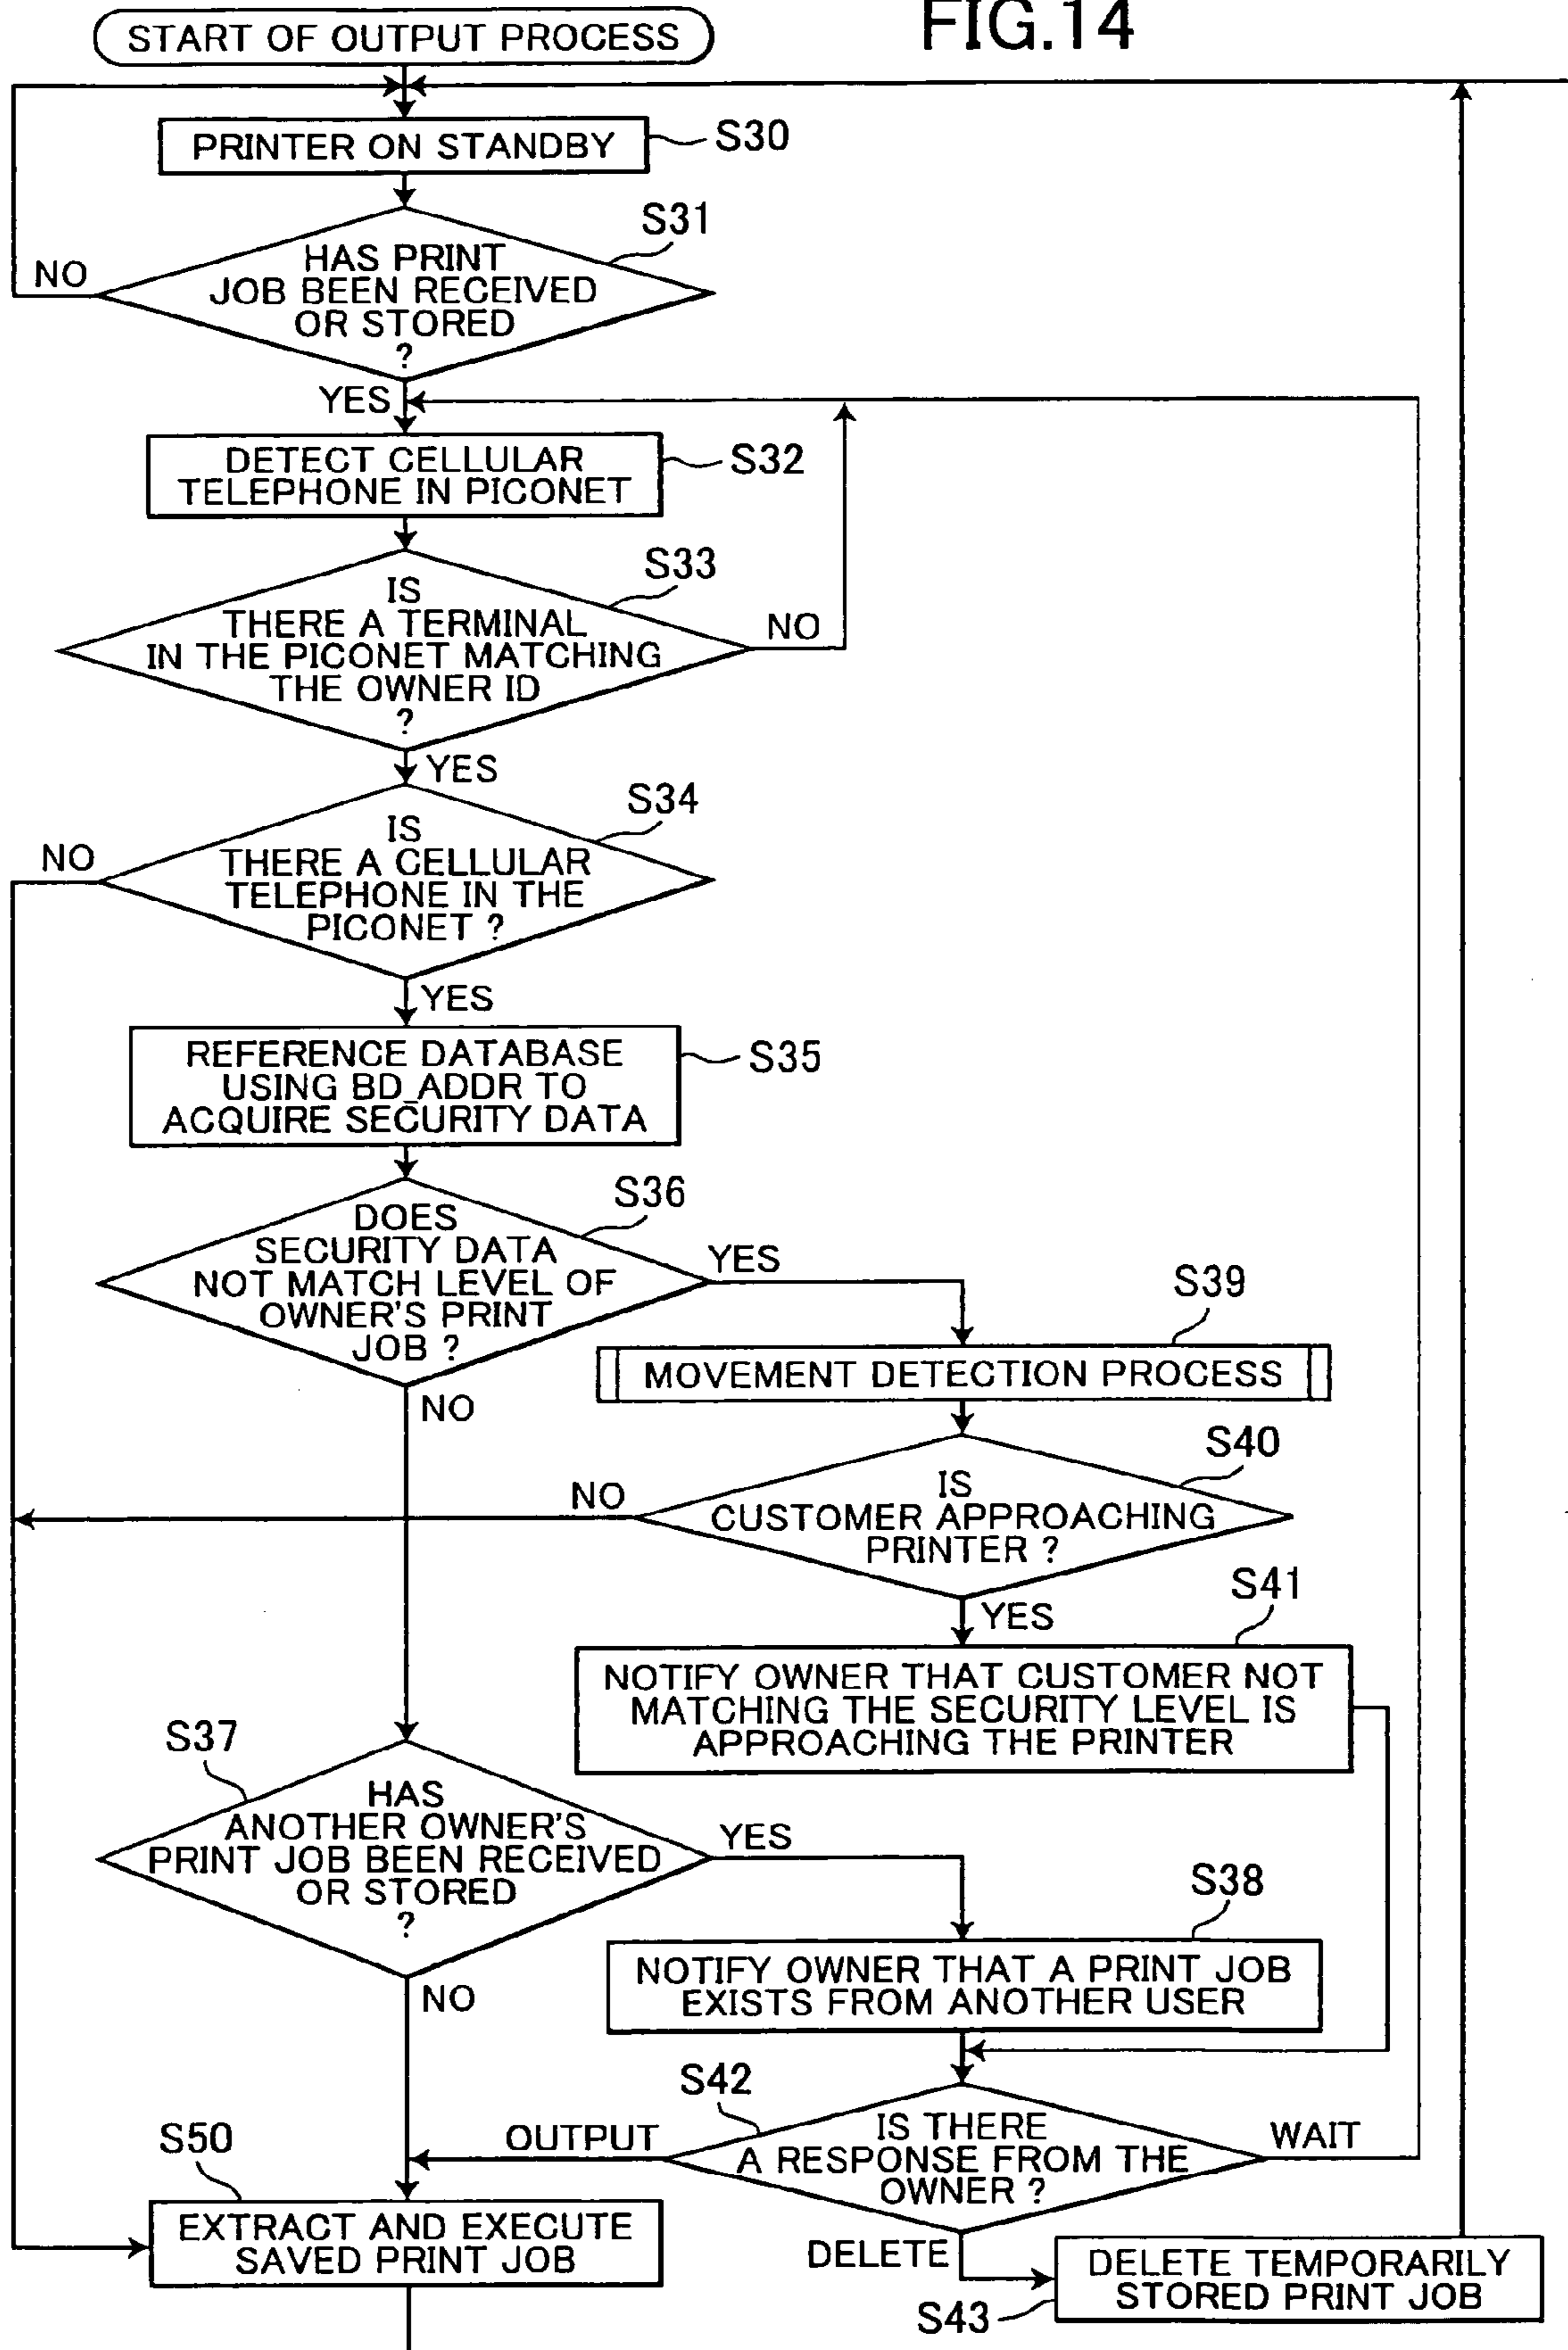 FIG.14
START OF OUTPUT PROCESS
PRINTER ON STANDBY
S30
S31
HAS PRINT
JOB BEEN RECEIVED
OR STORED
?
NO
YES
DETECT CELLULAR
TELEPHONE IN PICONET
S32
S33
IS
THERE A TERMINAL
IN THE PICONET MATCHING
THE OWNER ID
?
NO
YES
S34
IS
THERE A CELLULAR
TELEPHONE IN THE
PICONET ?
NO
YES
REFERENCE DATABASE
USING BD_ADDR TO
ACQUIRE SECURITY DATA
S35
S36
DOES
SECURITY DATA
NOT MATCH LEVEL OF
OWNER'S PRINT
JOB ?
YES
NO
S39
MOVEMENT DETECTION PROCESS
S40
IS
CUSTOMER APPROACHING
PRINTER ?
NO
YES
S41
NOTIFY OWNER THAT CUSTOMER NOT
MATCHING THE SECURITY LEVEL IS
APPROACHING THE PRINTER
S37
HAS
ANOTHER OWNER'S
PRINT JOB BEEN RECEIVED
OR STORED
?
YES
NO
S38
NOTIFY OWNER THAT A PRINT JOB
EXISTS FROM ANOTHER USER
S42
IS THERE
A RESPONSE FROM THE
OWNER ?
OUTPUT
WAIT
DELETE
S50
EXTRACT AND EXECUTE
SAVED PRINT JOB
DELETE TEMPORARILY
STORED PRINT JOB
S43